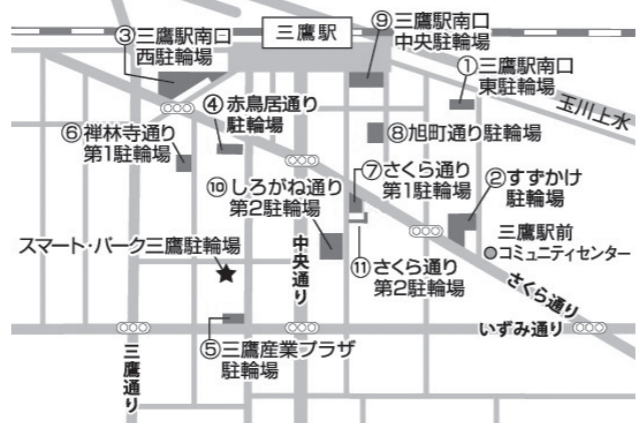 三鷹駅
③三鷹駅南口
西駐輪場
⑨三鷹駅南口
中央駐輪場
①三鷹駅南口
東駐輪場
玉川上水
④赤鳥居通り
駐輪場
⑥禅林寺通り
第1駐輪場
⑧旭町通り駐輪場
⑦さくら通り
第1駐輪場
②すずかけ
駐輪場
⑩しろがね通り
第2駐輪場
三鷹駅前
コミュニティセンター
スマート・パーク三鷹駐輪場
中央通り
⑪さくら通り
第2駐輪場
さくら通り
いずみ通り
⑤三鷹産業プラザ
駐輪場
三鷹通り